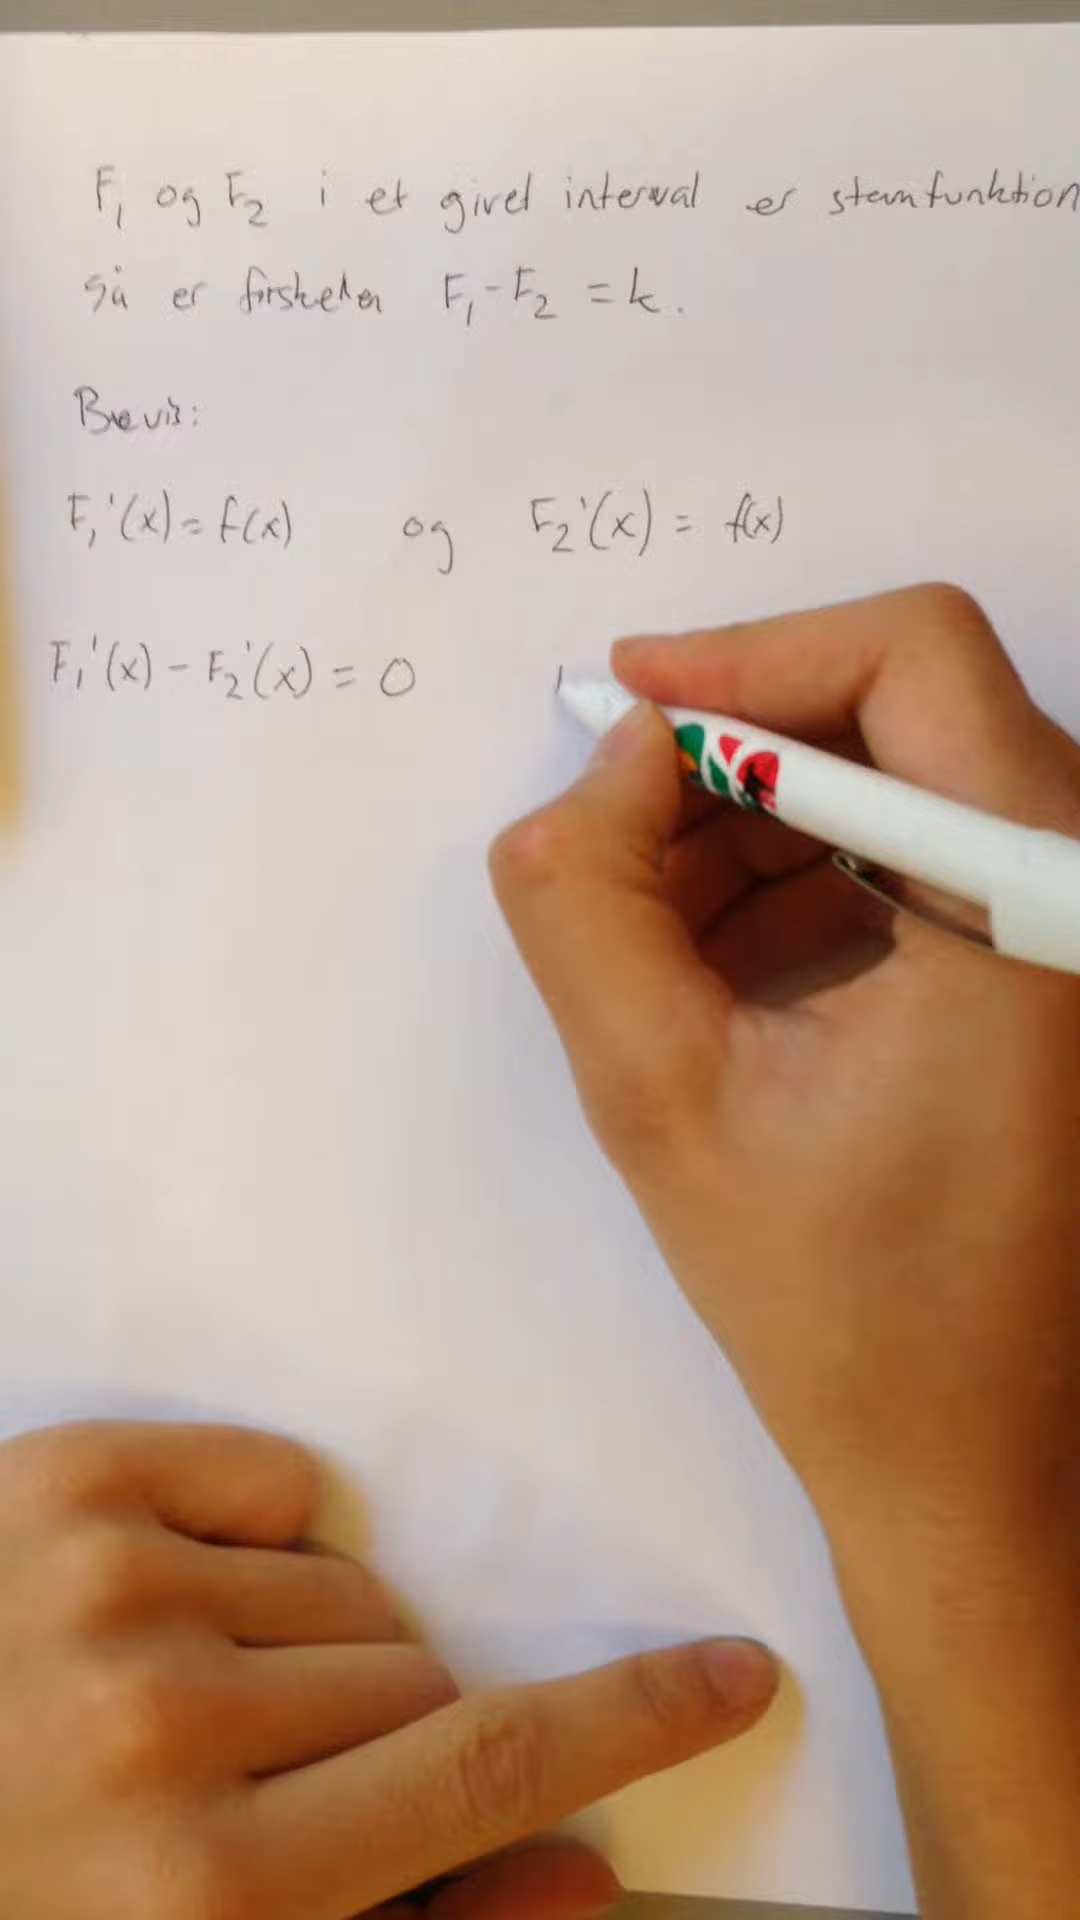 F₁ og F₂ i et givet interval er stamfunktion
så er forskellen F₁ - F₂ = k.
Bevis:
F₁'(x) = f(x) og F₂'(x) = f(x)
F₁'(x) - F₂'(x) = 0